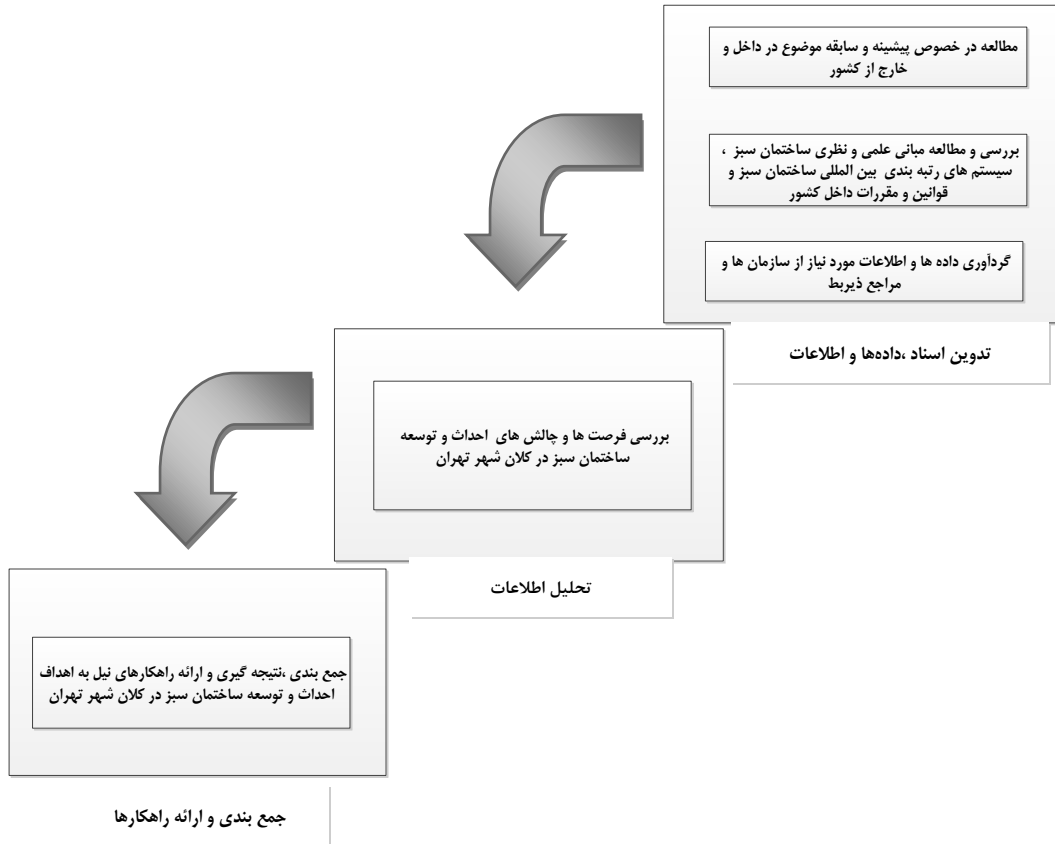 مطالعه در خصوص پیشینه و سابقه موضوع در داخل و
خارج از کشور
بررسی و مطالعه مبانی علمی و نظری ساختمان سبز ،
سیستم های رتبه بندی بین المللی ساختمان سبز و
قوانین و مقررات داخل کشور
گردآوری داده ها و اطلاعات مورد نیاز از سازمان ها و
مراجع ذیربط
تدوین اسناد ،داده‌ها و اطلاعات
بررسی فرصت ها و چالش های احداث و توسعه
ساختمان سبز در کلان شهر تهران
تحلیل اطلاعات
جمع بندی ،نتیجه گیری و ارائه راهکارهای نیل به اهداف
احداث و توسعه ساختمان سبز در کلان شهر تهران
جمع بندی و ارائه راهکارها